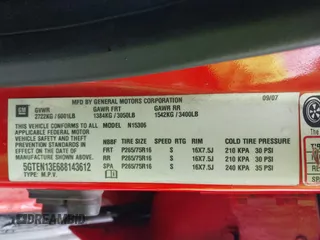 MFD BY GENERAL MOTORS CORPORATION
GM GVWR GAWR FRT GAWR RR 09/07
2722KG / 6001LB 1384KG / 3050LB 1542KG / 3400LB
THIS VEHICLE CONFORMS TO ALL
APPLICABLE FEDERAL MOTOR
VEHICLE SAFETY STANDARDS IN
EFFECT ON THE DATE OF
MANUFACTURE SHOWN ABOVE.
5GTEN13E688143612
TYPE: M.P.V.
MODEL N15306
TIRE SIZE SPEED RTG RIM COLD TIRE PRESSURE
FRT P265/75R16 S 16X7.5J 210 KPA 30 PSI
RR P265/75R16 S 16X7.5J 210 KPA 30 PSI
SPA P265/75R16 S 16X7.5J 240 KPA 35 PSI
DREAMBID